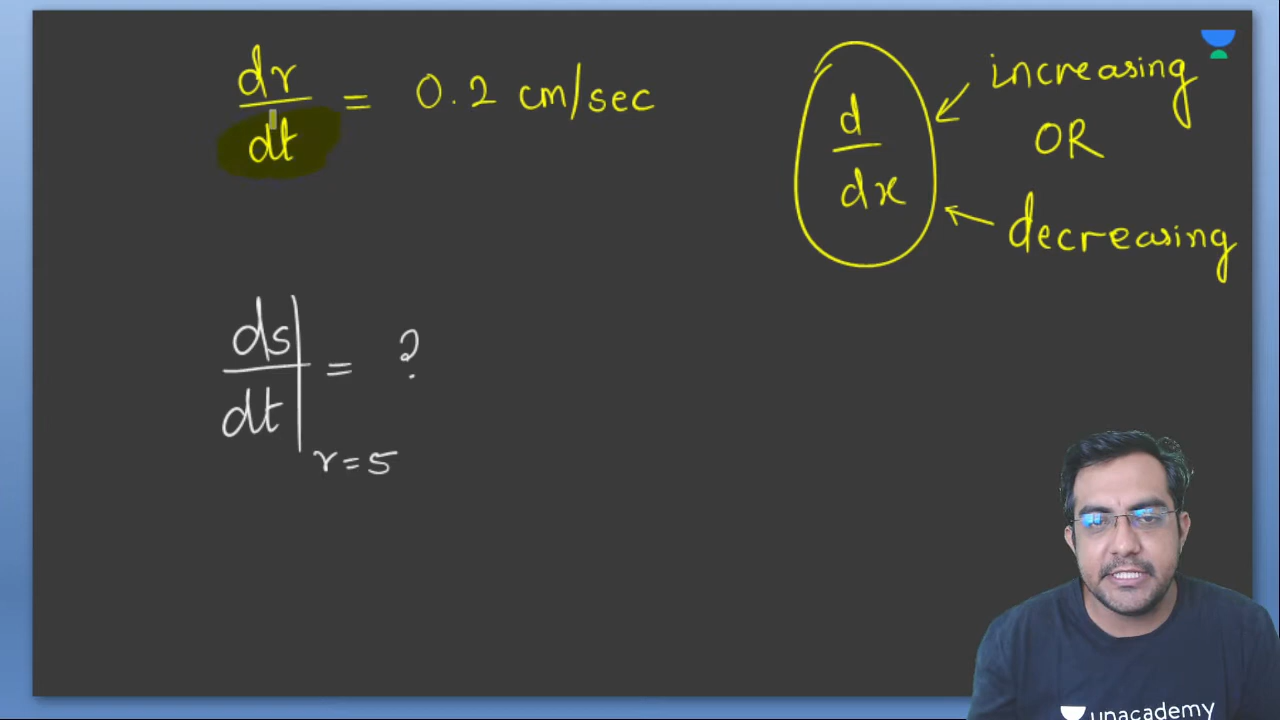 dr/dt = 0.2 cm/sec
d/dx
increasing
OR
decreasing
ds/dt| r=5 = ?
unacademy